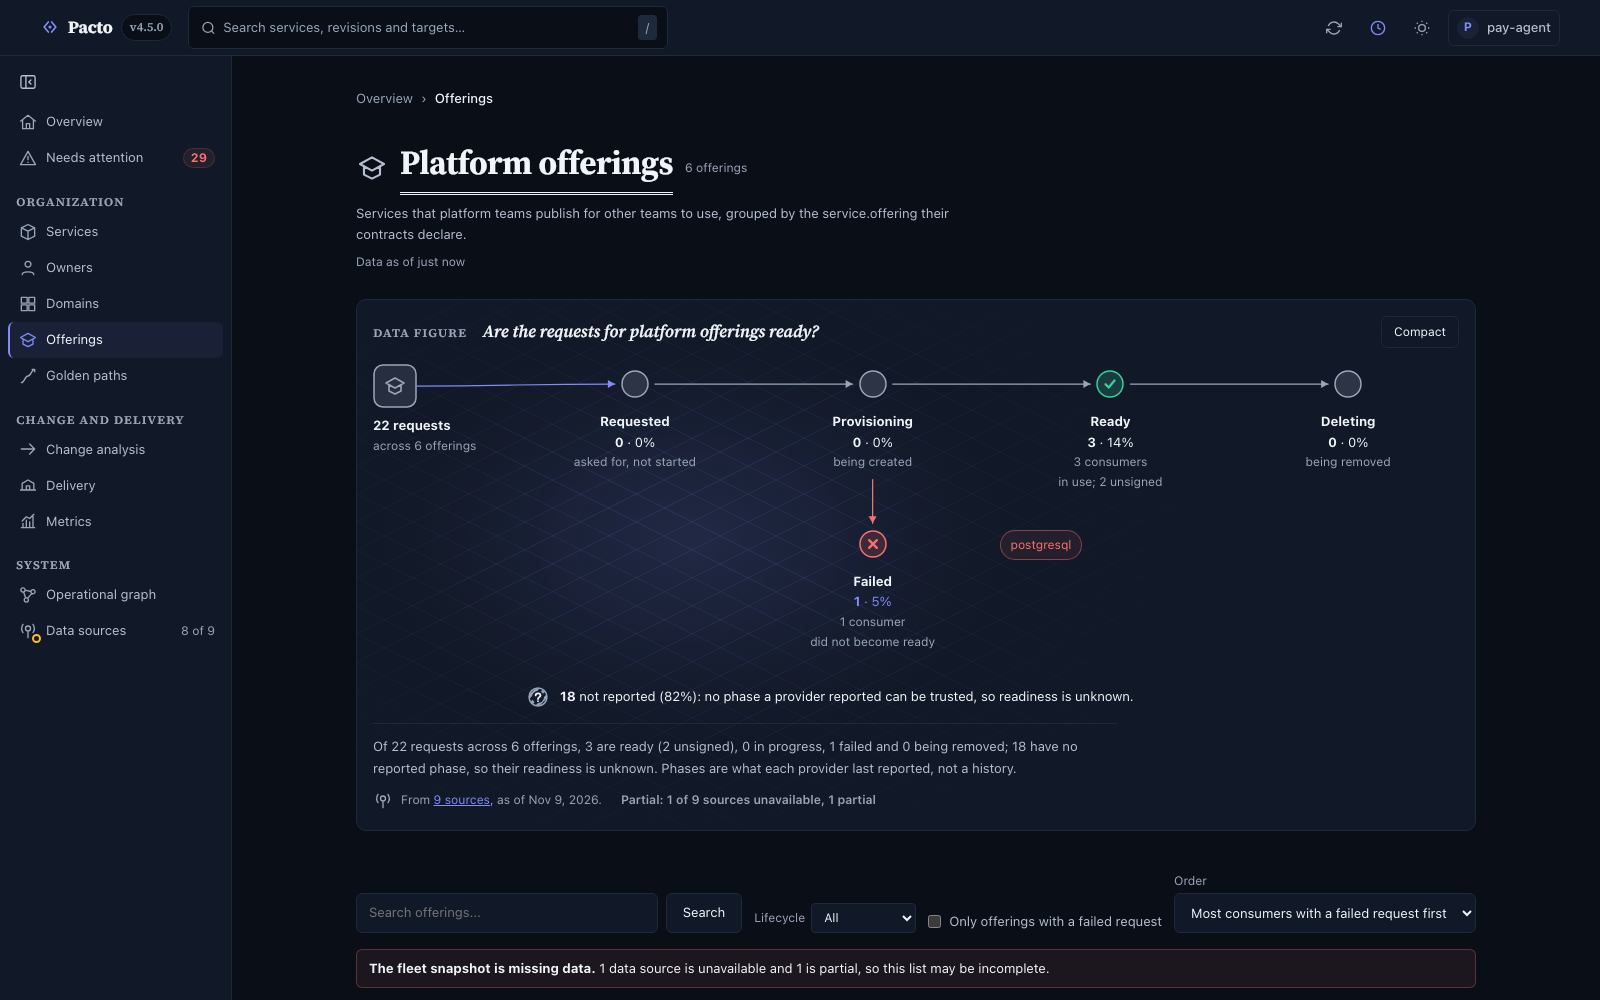 Pacto v4.5.0 Search services, revisions and targets... / P pay-agent
Overview
Needs attention 29
ORGANIZATION
Services
Owners
Domains
Offerings
Golden paths
CHANGE AND DELIVERY
Change analysis
Delivery
Metrics
SYSTEM
Operational graph
Data sources 8 of 9
Overview › Offerings
Platform offerings 6 offerings
Services that platform teams publish for other teams to use, grouped by the service.offering their
contracts declare.
Data as of just now
DATA FIGURE Are the requests for platform offerings ready? Compact
22 requests
across 6 offerings
Requested
0 · 0%
asked for, not started
Provisioning
0 · 0%
being created
Ready
3 · 14%
3 consumers
in use; 2 unsigned
Deleting
0 · 0%
being removed
postgresql
Failed
1 · 5%
1 consumer
did not become ready
? 18 not reported (82%): no phase a provider reported can be trusted, so readiness is unknown.
Of 22 requests across 6 offerings, 3 are ready (2 unsigned), 0 in progress, 1 failed and 0 being removed; 18 have no
reported phase, so their readiness is unknown. Phases are what each provider last reported, not a history.
From 9 sources, as of Nov 9, 2026. Partial: 1 of 9 sources unavailable, 1 partial
Order
Search offerings... Search Lifecycle All Only offerings with a failed request Most consumers with a failed request first
The fleet snapshot is missing data. 1 data source is unavailable and 1 is partial, so this list may be incomplete.